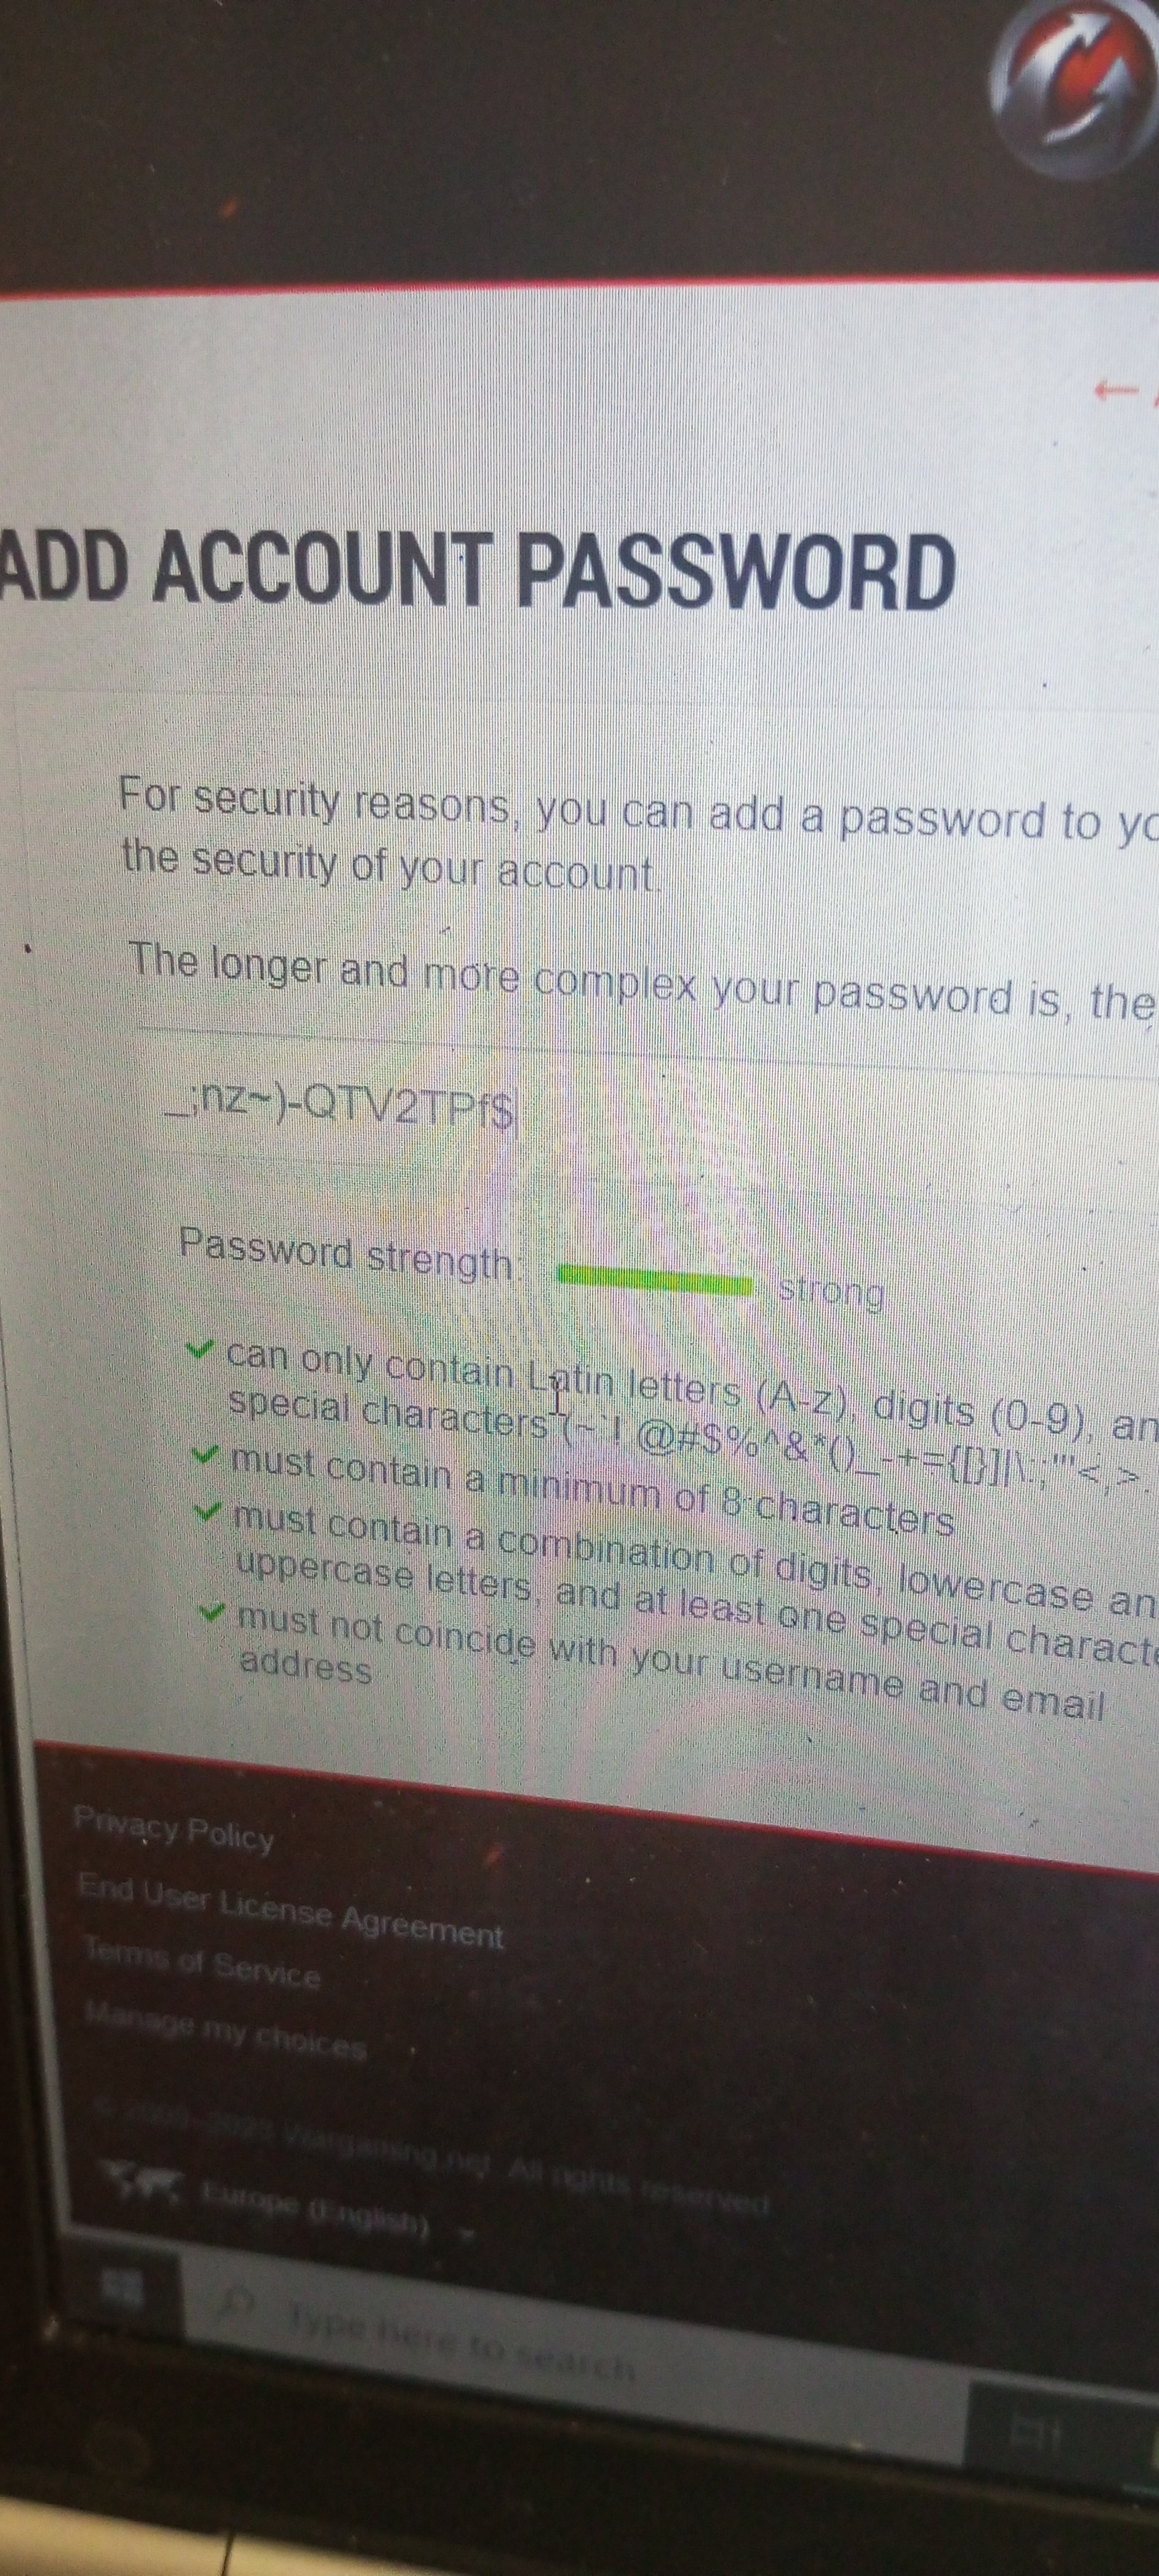 ADD ACCOUNT PASSWORD
For security reasons, you can add a password to yo
the security of your account.
The longer and more complex your password is, the
_;nz~)-QTV2TPf$
Password strength: strong
can only contain Latin letters (A-z), digits (0-9), an
special characters (~`! @#$%^&*()_-+={[}]|\:;"'<,>.
must contain a minimum of 8 characters
must contain a combination of digits, lowercase an
uppercase letters, and at least one special characte
must not coincide with your username and email
address
Privacy Policy
End User License Agreement
Terms of Service
Manage my choices
Wargaming.net All rights reserved
Europe (English)
Type here to search